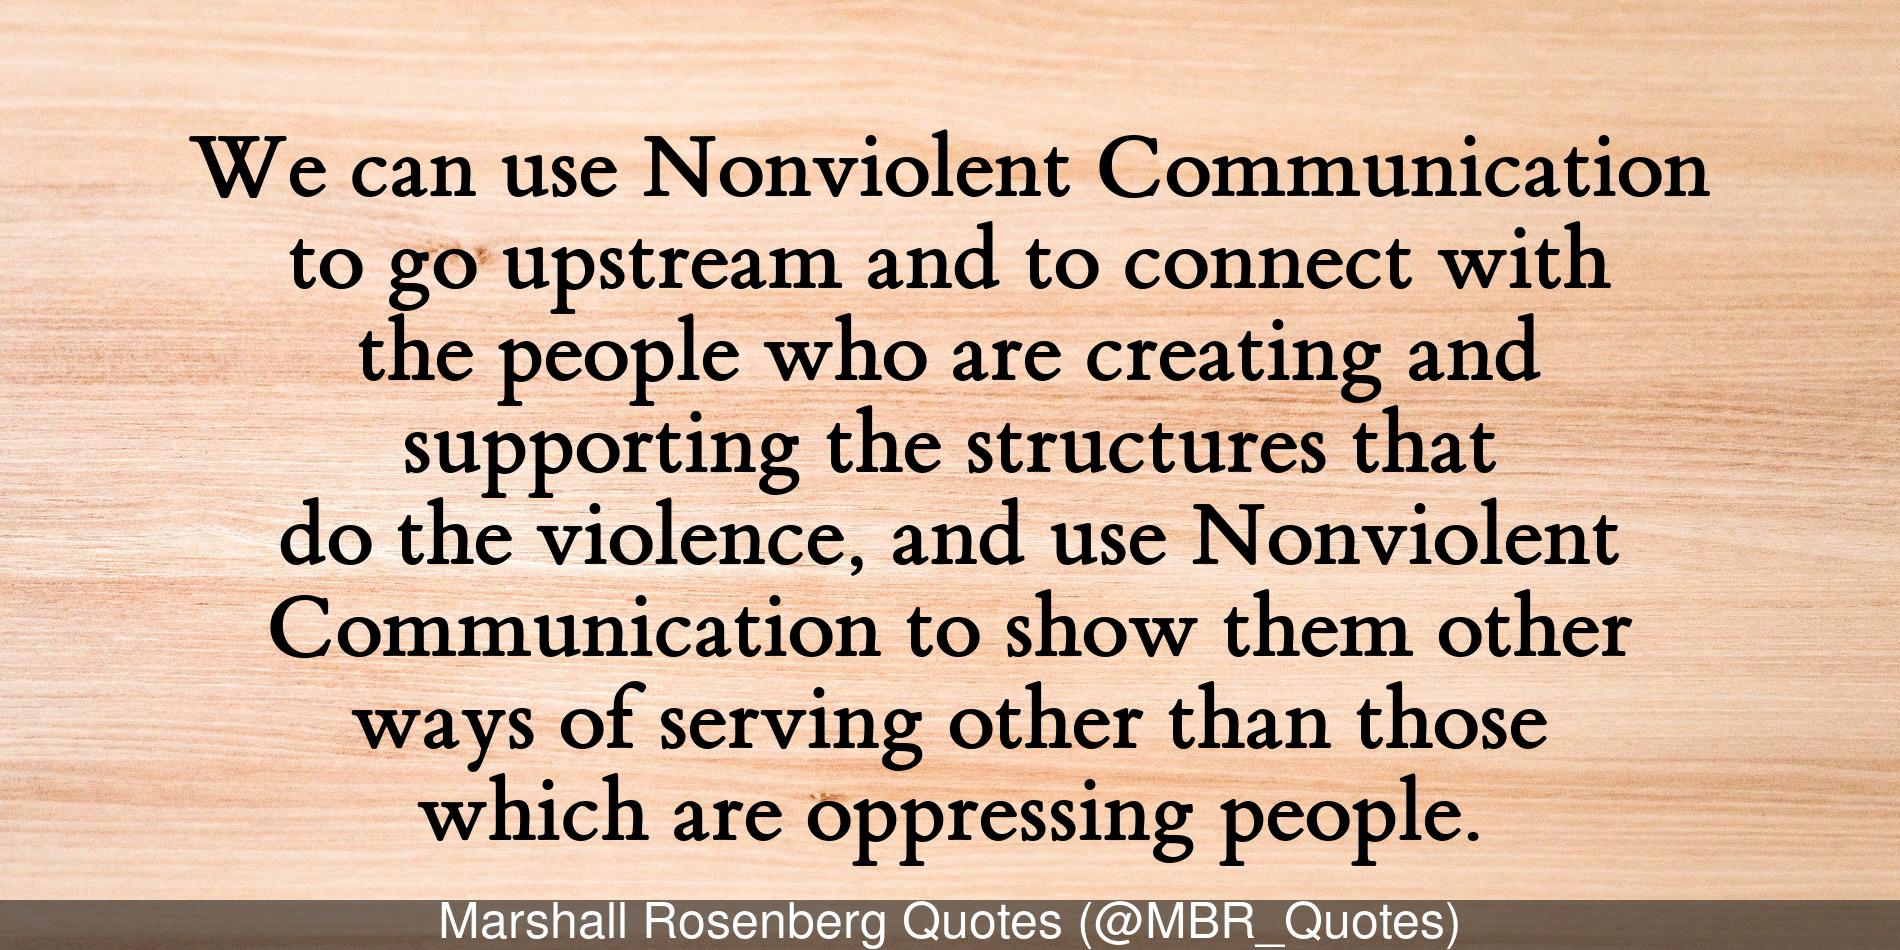 We can use Nonviolent Communication
to go upstream and to connect with
the people who are creating and
supporting the structures that
do the violence, and use Nonviolent
Communication to show them other
ways of serving other than those
which are oppressing people.
Marshall Rosenberg Quotes (@MBR_Quotes)